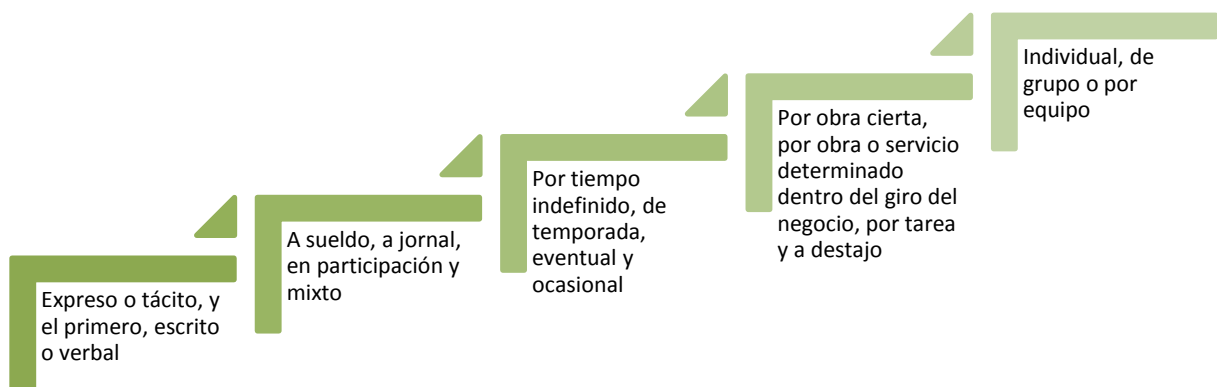 Expreso o tácito, y
el primero, escrito
o verbal
A sueldo, a jornal,
en participación y
mixto
Por tiempo
indefinido, de
temporada,
eventual y
ocasional
Por obra cierta,
por obra o servicio
determinado
dentro del giro del
negocio, por tarea
y a destajo
Individual, de
grupo o por
equipo